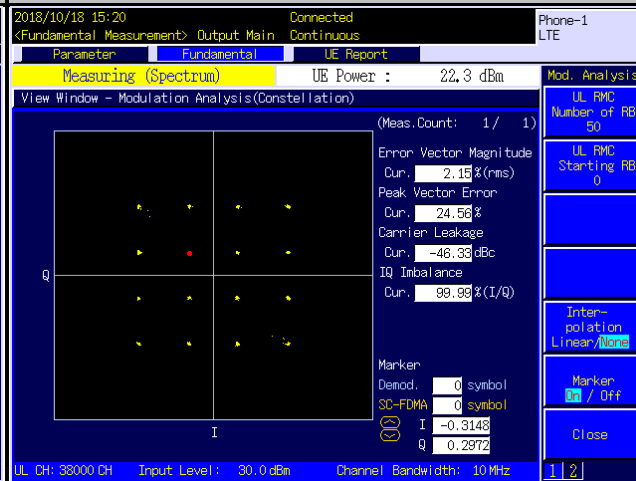 2018/10/18 15:20 Connected Phone-1
<Fundamental Measurement> Output Main Continuous LTE
Parameter Fundamental UE Report
Measuring (Spectrum) UE Power : 22.3 dBm Mod. Analysis
View Window - Modulation Analysis(Constellation)
UL RMC
Number of RB
50
(Meas.Count: 1/ 1)
Error Vector Magnitude
Cur. 2.15 %(rms)
Peak Vector Error
Cur. 24.56 %
Carrier Leakage
Cur. -46.33 dBc
IQ Imbalance
Cur. 99.99 %(I/Q)
UL RMC
Starting RB
0
Q
I
Marker
Demod. 0 symbol
SC-FDMA 0 symbol
I -0.3148
Q 0.2972
Inter-
polation
Linear/None
Marker
On / Off
Close
UL CH: 38000 CH Input Level: 30.0 dBm Channel Bandwidth: 10 MHz 1 2